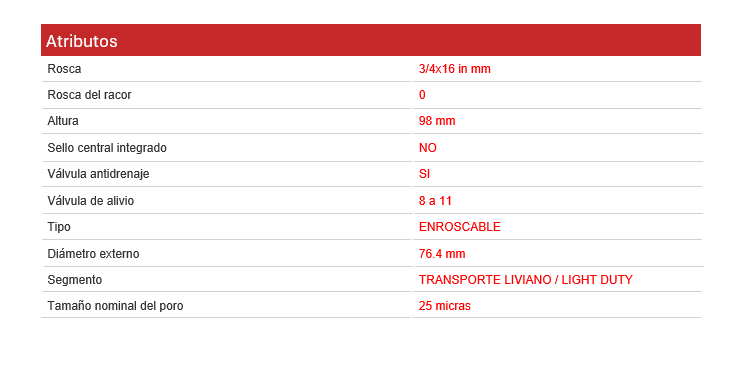 Atributos
Rosca 3/4x16 in mm
Rosca del racor 0
Altura 98 mm
Sello central integrado NO
Válvula antidrenaje SI
Válvula de alivio 8 a 11
Tipo ENROSCABLE
Diámetro externo 76.4 mm
Segmento TRANSPORTE LIVIANO / LIGHT DUTY
Tamaño nominal del poro 25 micras